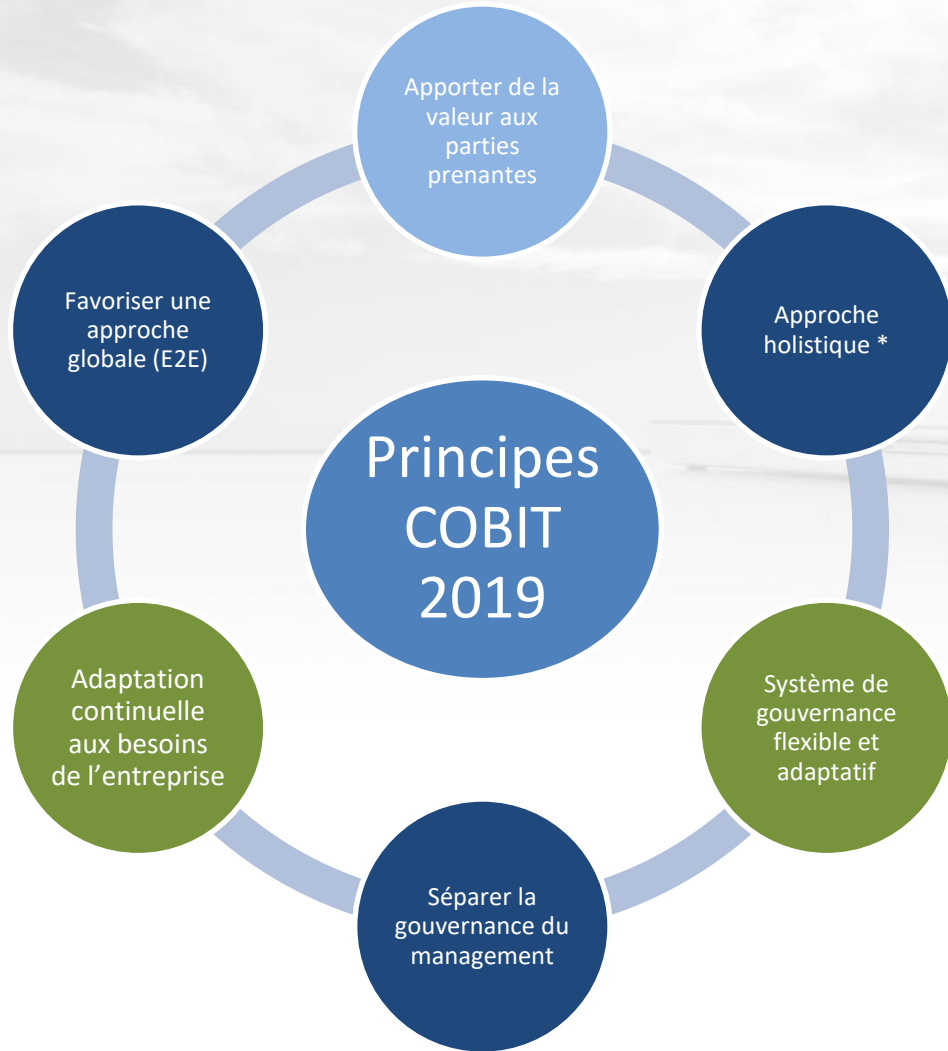 Apporter de la
valeur aux
parties
prenantes
Favoriser une
approche
globale (E2E)
Approche
holistique *
Principes
COBIT
2019
Adaptation
continuelle
aux besoins
de l’entreprise
Système de
gouvernance
flexible et
adaptatif
Séparer la
gouvernance du
management